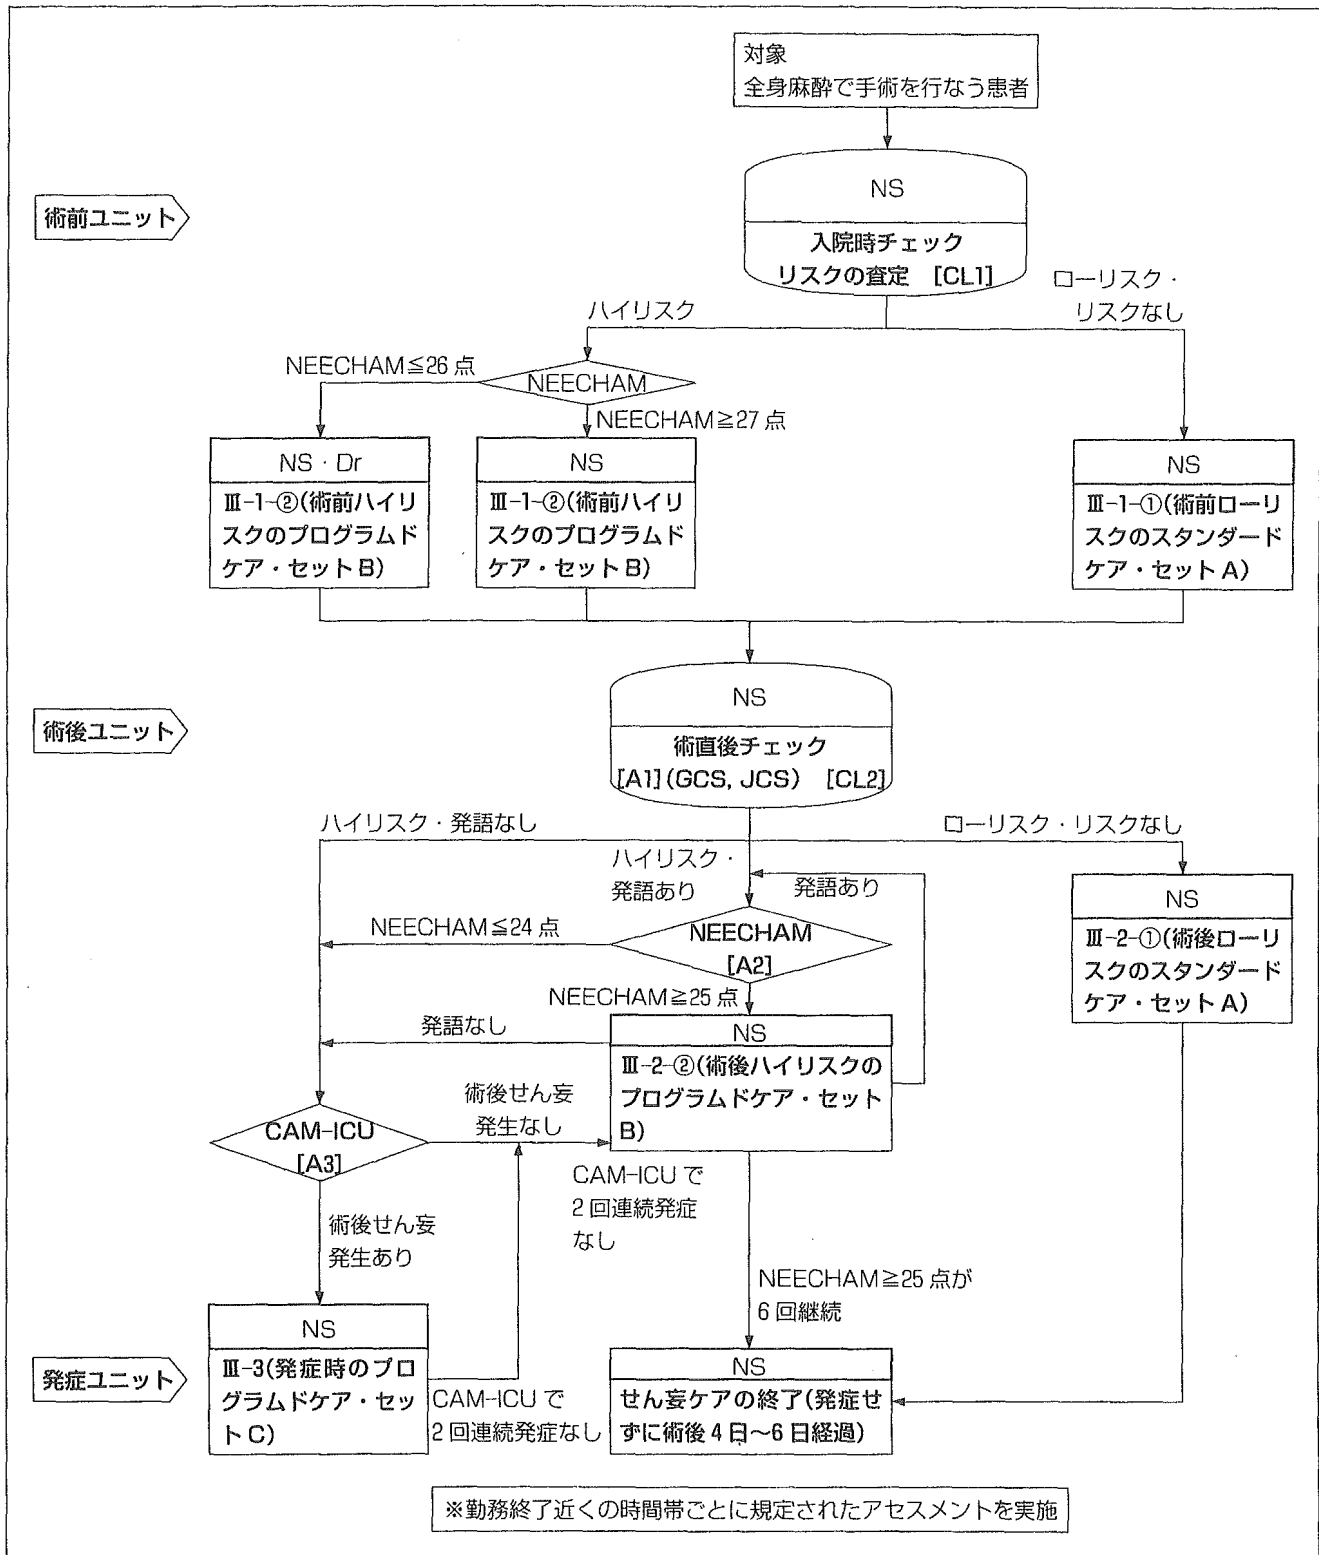 対象
全身麻酔で手術を行なう患者
術前ユニット
NS
入院時チェック
リスクの査定 [CL1]
ハイリスク
ローリスク・
リスクなし
NEECHAM≦26点
NEECHAM
NEECHAM≧27点
NS・Dr
Ⅲ-1-②(術前ハイリ
スクのプログラムド
ケア・セットB)
NS
Ⅲ-1-②(術前ハイリ
スクのプログラムド
ケア・セットB)
NS
Ⅲ-1-①(術前ローリ
スクのスタンダード
ケア・セットA)
術後ユニット
NS
術直後チェック
[A1](GCS, JCS) [CL2]
ハイリスク・発語なし
ローリスク・リスクなし
ハイリスク・
発語あり
発語あり
NEECHAM≦24点
NEECHAM
[A2]
NEECHAM≧25点
NS
Ⅲ-2-①(術後ローリ
スクのスタンダード
ケア・セットA)
発語なし
NS
Ⅲ-2-②(術後ハイリスクの
プログラムドケア・セット
B)
術後せん妄
発生なし
CAM-ICU
[A3]
CAM-ICUで
2回連続発症
なし
術後せん妄
発生あり
NEECHAM≧25点が
6回継続
発症ユニット
NS
Ⅲ-3(発症時のプロ
グラムドケア・セッ
トC)
CAM-ICUで
2回連続発症なし
NS
せん妄ケアの終了(発症せ
ずに術後4日〜6日経過)
※勤務終了近くの時間帯ごとに規定されたアセスメントを実施